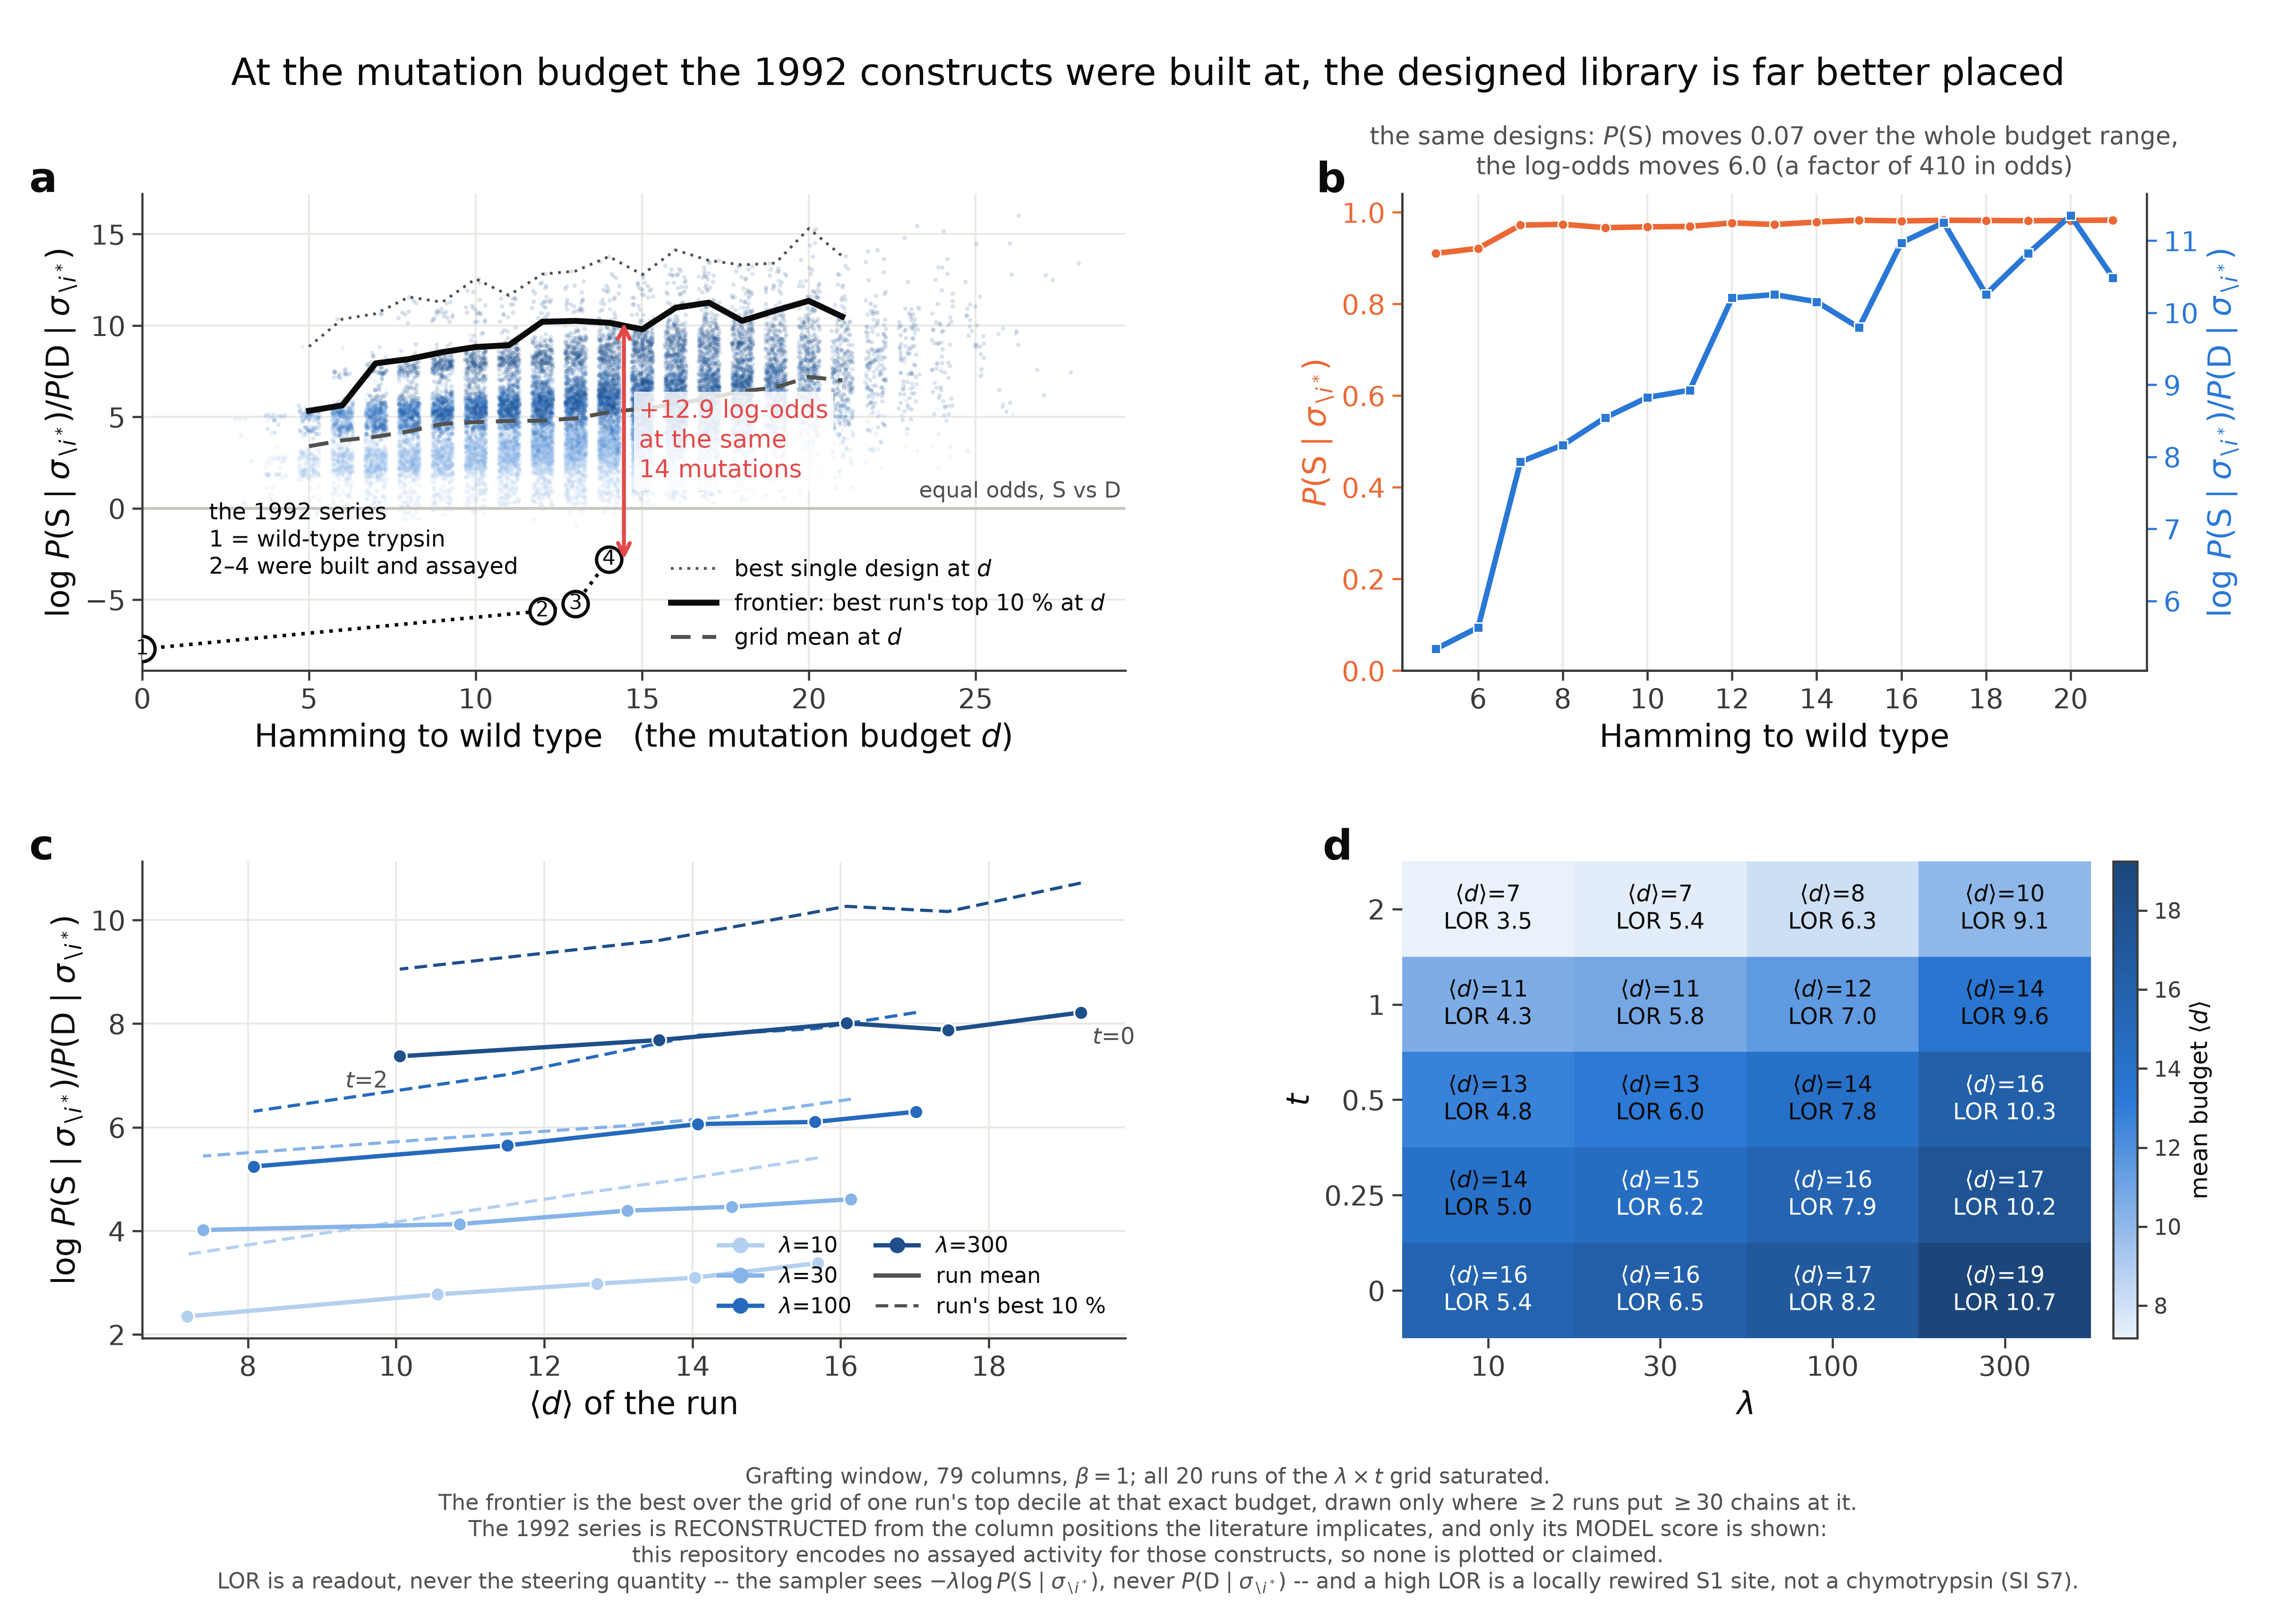 At the mutation budget the 1992 constructs were built at, the designed library is far better placed
a
15
10
5
0
−5
log P(S | σ\i*)/P(D | σ\i*)
+12.9 log-odds
at the same
14 mutations
equal odds, S vs D
the 1992 series
1 = wild-type trypsin
2–4 were built and assayed
1
2
3
4
best single design at d
frontier: best run's top 10 % at d
grid mean at d
0
5
10
15
20
25
Hamming to wild type (the mutation budget d)
the same designs: P(S) moves 0.07 over the whole budget range,
the log-odds moves 6.0 (a factor of 410 in odds)
b
1.0
0.8
0.6
0.4
0.2
0.0
P(S | σ\i*)
11
10
9
8
7
6
log P(S | σ\i*)/P(D | σ\i*)
6
8
10
12
14
16
18
20
Hamming to wild type
c
10
8
6
4
2
log P(S | σ\i*)/P(D | σ\i*)
t=2
t=0
λ=10
λ=30
λ=100
λ=300
run mean
run's best 10 %
8
10
12
14
16
18
⟨d⟩ of the run
d
2
1
0.5
0.25
0
t
⟨d⟩=7
LOR 3.5
⟨d⟩=7
LOR 5.4
⟨d⟩=8
LOR 6.3
⟨d⟩=10
LOR 9.1
⟨d⟩=11
LOR 4.3
⟨d⟩=11
LOR 5.8
⟨d⟩=12
LOR 7.0
⟨d⟩=14
LOR 9.6
⟨d⟩=13
LOR 4.8
⟨d⟩=13
LOR 6.0
⟨d⟩=14
LOR 7.8
⟨d⟩=16
LOR 10.3
⟨d⟩=14
LOR 5.0
⟨d⟩=15
LOR 6.2
⟨d⟩=16
LOR 7.9
⟨d⟩=17
LOR 10.2
⟨d⟩=16
LOR 5.4
⟨d⟩=16
LOR 6.5
⟨d⟩=17
LOR 8.2
⟨d⟩=19
LOR 10.7
10
30
100
300
λ
18
16
14
12
10
8
mean budget ⟨d⟩
Grafting window, 79 columns, β = 1; all 20 runs of the λ × t grid saturated.
The frontier is the best over the grid of one run's top decile at that exact budget, drawn only where ≥2 runs put ≥30 chains at it.
The 1992 series is RECONSTRUCTED from the column positions the literature implicates, and only its MODEL score is shown:
this repository encodes no assayed activity for those constructs, so none is plotted or claimed.
LOR is a readout, never the steering quantity -- the sampler sees −λlog P(S | σ\i*), never P(D | σ\i*) -- and a high LOR is a locally rewired S1 site, not a chymotrypsin (SI S7).